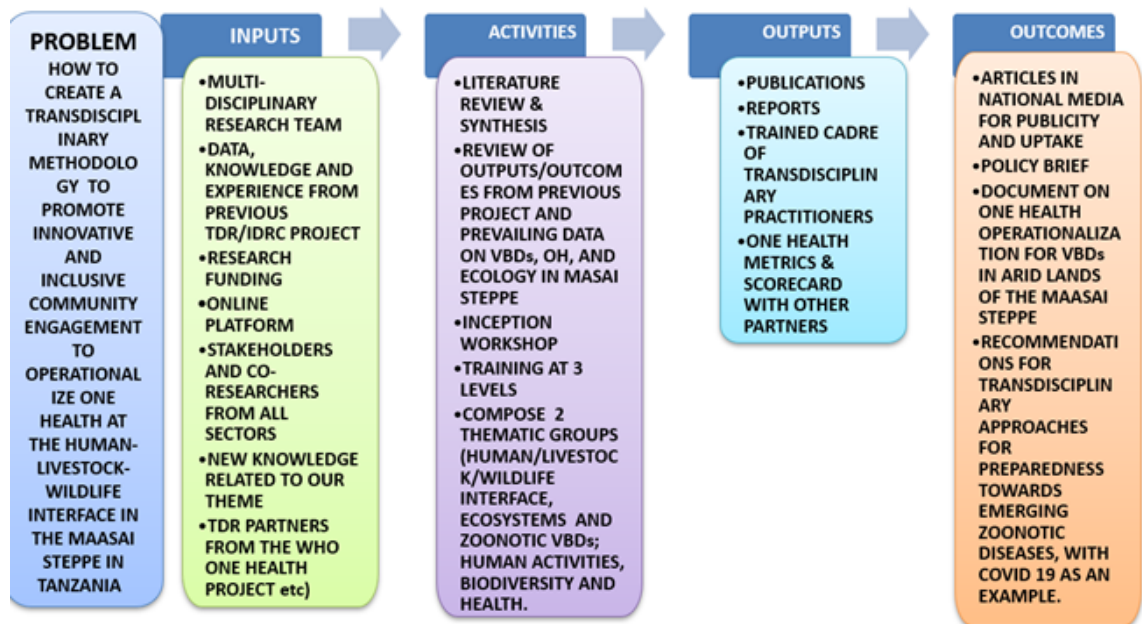 PROBLEM
HOW TO
CREATE A
TRANSDISCIPL
INARY
METHODOLO
GY TO
PROMOTE
INNOVATIVE
AND
INCLUSIVE
COMMUNITY
ENGAGEMENT
TO
OPERATIONAL
IZE ONE
HEALTH AT
THE HUMAN-
LIVESTOCK-
WILDLIFE
INTERFACE IN
THE MAASAI
STEPPE IN
TANZANIA
INPUTS
•MULTI-
DISCIPLINARY
RESEARCH TEAM
•DATA,
KNOWLEDGE AND
EXPERIENCE FROM
PREVIOUS
TDR/IDRC PROJECT
•RESEARCH
FUNDING
•ONLINE
PLATFORM
•STAKEHOLDERS
AND CO-
RESEARCHERS
FROM ALL
SECTORS
•NEW KNOWLEDGE
RELATED TO OUR
THEME
•TDR PARTNERS
FROM THE WHO
ONE HEALTH
PROJECT etc)
ACTIVITIES
•LITERATURE
REVIEW &
SYNTHESIS
•REVIEW OF
OUTPUTS/OUTCOM
ES FROM PREVIOUS
PROJECT AND
PREVAILING DATA
ON VBDs, OH, AND
ECOLOGY IN MASAI
STEPPE
•INCEPTION
WORKSHOP
•TRAINING AT 3
LEVELS
•COMPOSE 2
THEMATIC GROUPS
(HUMAN/LIVESTOC
K/WILDLIFE
INTERFACE,
ECOSYSTEMS AND
ZOONOTIC VBDs;
HUMAN ACTIVITIES,
BIODIVERSITY AND
HEALTH.
OUTPUTS
•PUBLICATIONS
•REPORTS
•TRAINED CADRE
OF
TRANSDISCIPLIN
ARY
PRACTITIONERS
•ONE HEALTH
METRICS &
SCORECARD
WITH OTHER
PARTNERS
OUTCOMES
•ARTICLES IN
NATIONAL MEDIA
FOR PUBLICITY
AND UPTAKE
•POLICY BRIEF
•DOCUMENT ON
ONE HEALTH
OPERATIONALIZA
TION FOR VBDs
IN ARID LANDS
OF THE MAASAI
STEPPE
•RECOMMENDATI
ONS FOR
TRANSDISCIPLIN
ARY
APPROACHES
FOR
PREPAREDNESS
TOWARDS
EMERGING
ZOONOTIC
DISEASES, WITH
COVID 19 AS AN
EXAMPLE.